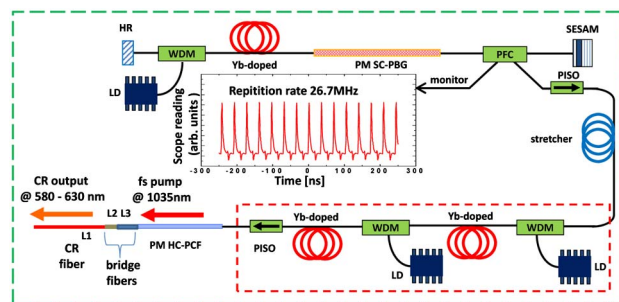 HR
WDM
Yb-doped
PM SC-PBG
PFC
SESAM
LD
monitor
PISO
Repitition rate 26.7MHz
Scope reading
(arb. units)
-300 -200 -100 0 100 200 300
Time [ns]
stretcher
CR output
@ 580 - 630 nm
fs pump
@ 1035nm
L2 L3
L1
CR
fiber
bridge
fibers
PM HC-PCF
PISO
Yb-doped
WDM
Yb-doped
WDM
LD
LD